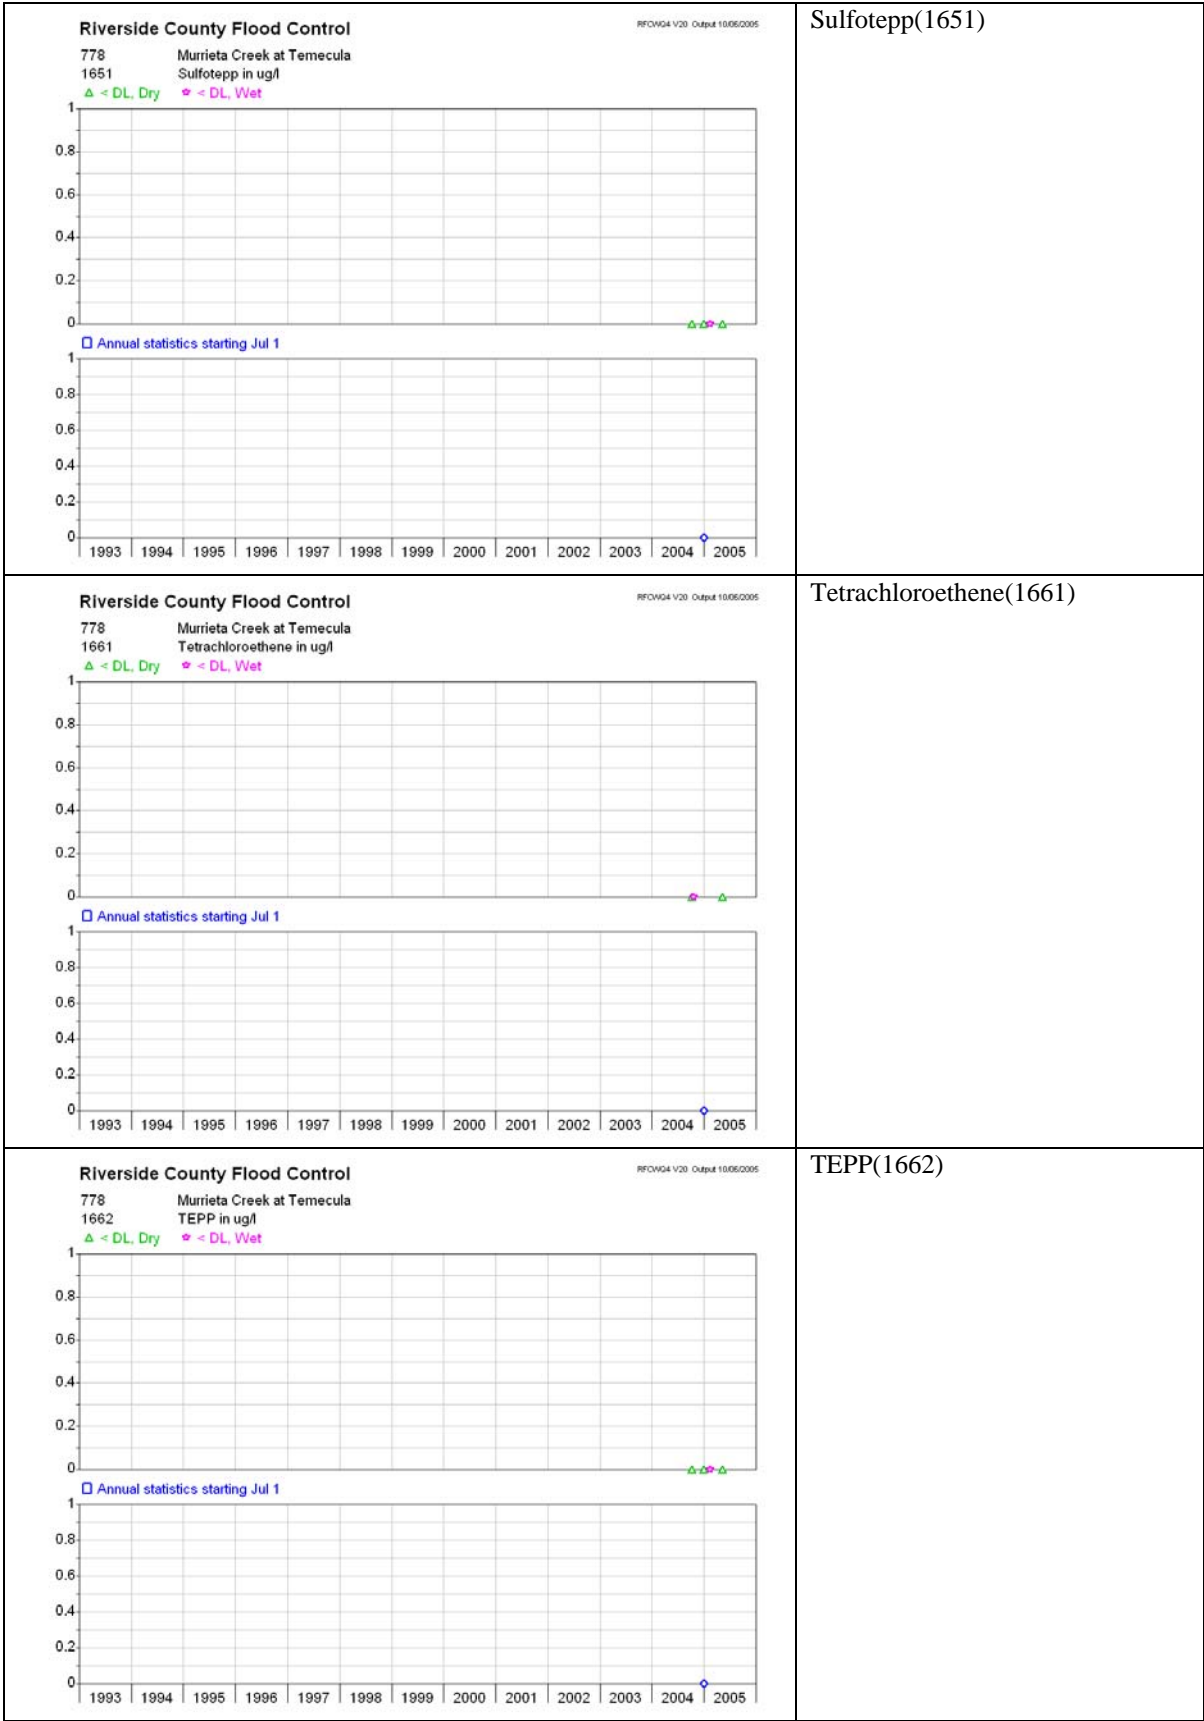 Riverside County Flood Control
RFCWQ4 V20 Output 10/06/2005
Sulfotepp(1651)
778 Murrieta Creek at Temecula
1651 Sulfotepp in ug/l
< DL, Dry < DL, Wet
1
0.8
0.6
0.4
0.2
0
Annual statistics starting Jul 1
1
0.8
0.6
0.4
0.2
0
1993 1994 1995 1996 1997 1998 1999 2000 2001 2002 2003 2004 2005
Riverside County Flood Control
RFCWQ4 V20 Output 10/06/2005
Tetrachloroethene(1661)
778 Murrieta Creek at Temecula
1661 Tetrachloroethene in ug/l
< DL, Dry < DL, Wet
1
0.8
0.6
0.4
0.2
0
Annual statistics starting Jul 1
1
0.8
0.6
0.4
0.2
0
1993 1994 1995 1996 1997 1998 1999 2000 2001 2002 2003 2004 2005
Riverside County Flood Control
RFCWQ4 V20 Output 10/06/2005
TEPP(1662)
778 Murrieta Creek at Temecula
1662 TEPP in ug/l
< DL, Dry < DL, Wet
1
0.8
0.6
0.4
0.2
0
Annual statistics starting Jul 1
1
0.8
0.6
0.4
0.2
0
1993 1994 1995 1996 1997 1998 1999 2000 2001 2002 2003 2004 2005